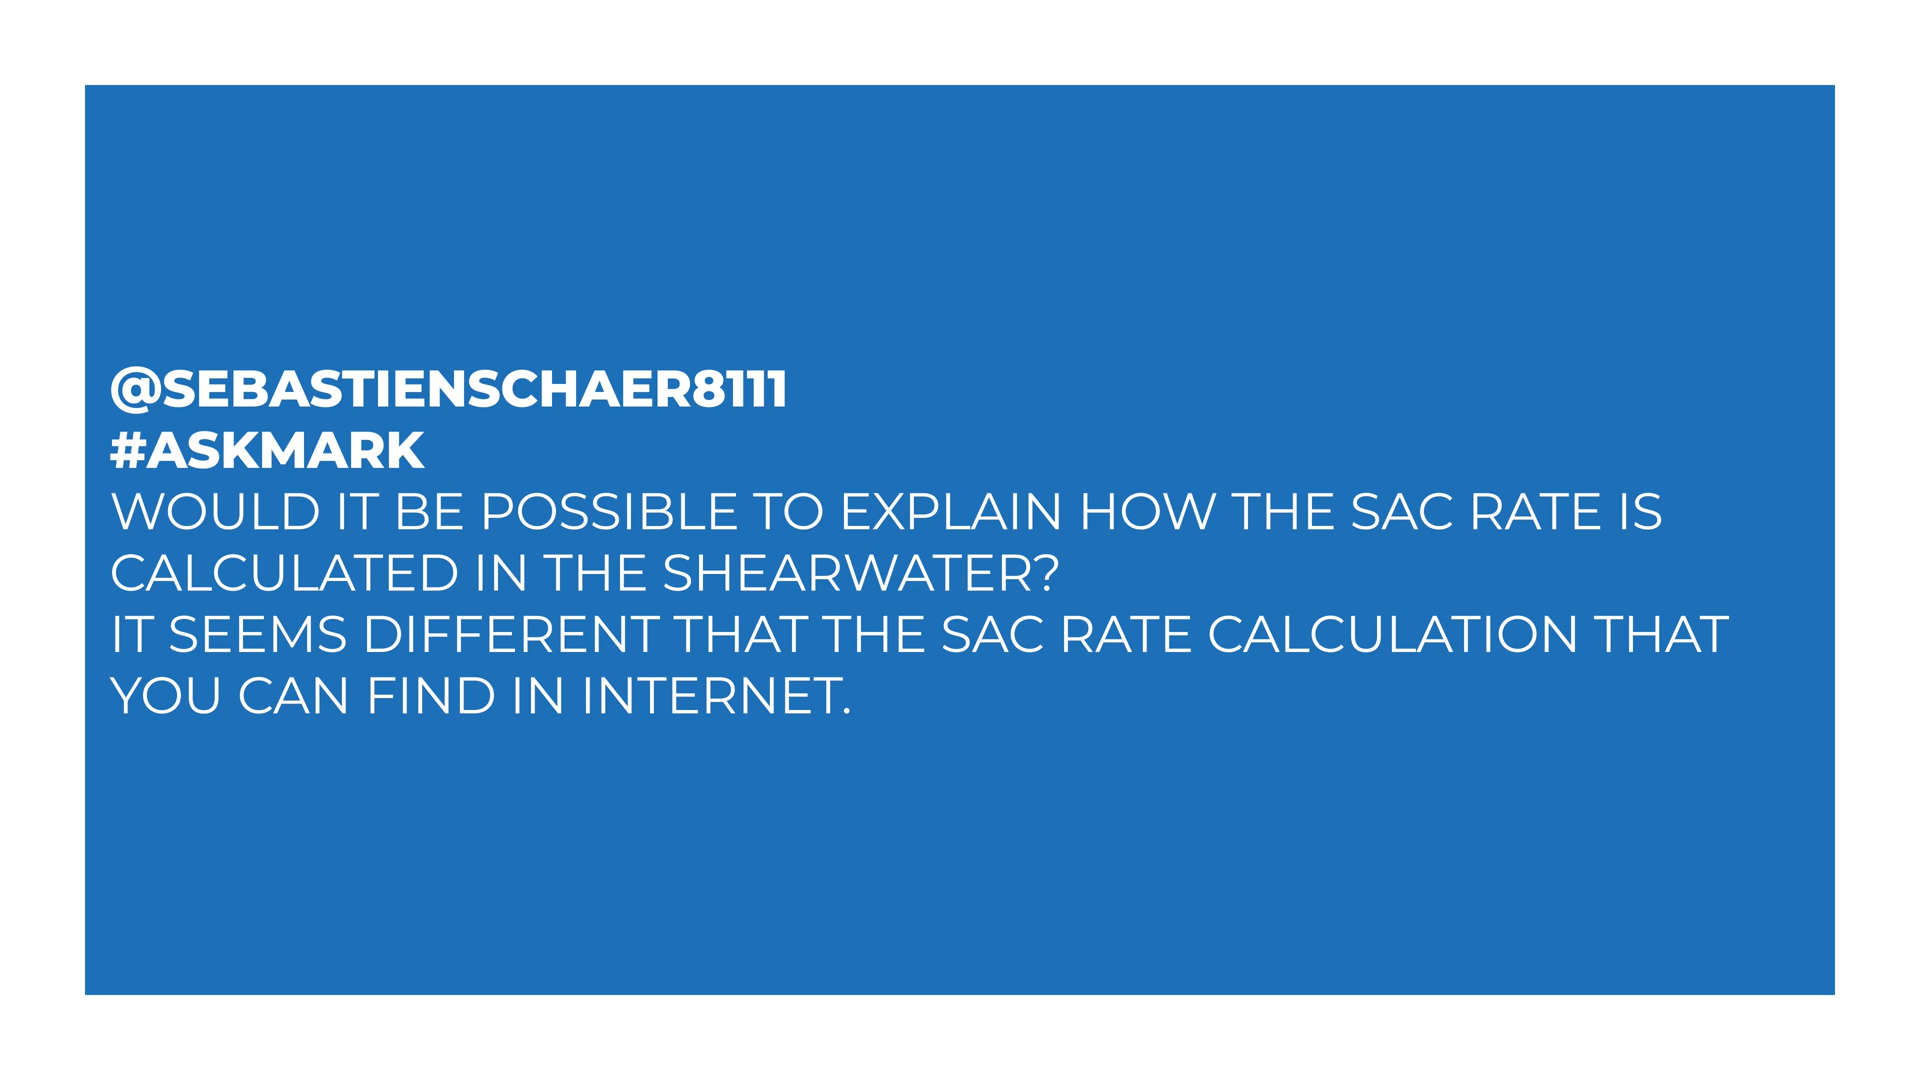 @SEBASTIENSCHAER8111
#ASKMARK
WOULD IT BE POSSIBLE TO EXPLAIN HOW THE SAC RATE IS
CALCULATED IN THE SHEARWATER?
IT SEEMS DIFFERENT THAT THE SAC RATE CALCULATION THAT
YOU CAN FIND IN INTERNET.